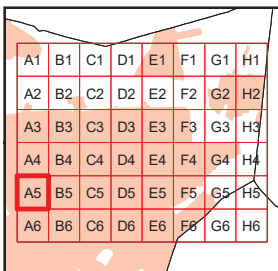 A1 B1 C1 D1 E1 F1 G1 H1
A2 B2 C2 D2 E2 F2 G2 H2
A3 B3 C3 D3 E3 F3 G3 H3
A4 B4 C4 D4 E4 F4 G4 H4
A5 B5 C5 D5 E5 F5 G5 H5
A6 B6 C6 D6 E6 F6 G6 H6